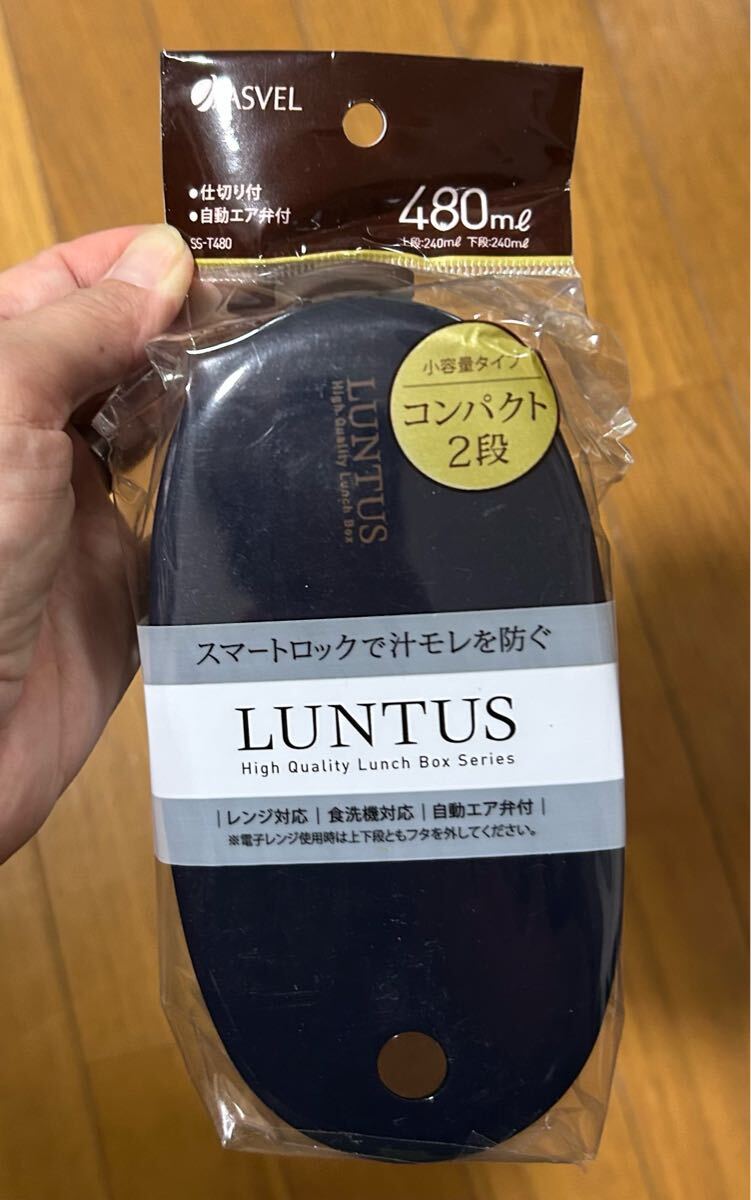 ASVEL
●仕切り付
●自動エア弁付
SS-T480
480ml
上段:240ml 下段:240ml
小容量タイプ
コンパクト
2段
LUNTUS
High Quality Lunch Box
スマートロックで汁モレを防ぐ
LUNTUS
High Quality Lunch Box Series
|レンジ対応|食洗機対応|自動エア弁付|
※電子レンジ使用時は上下段ともフタを外してください。